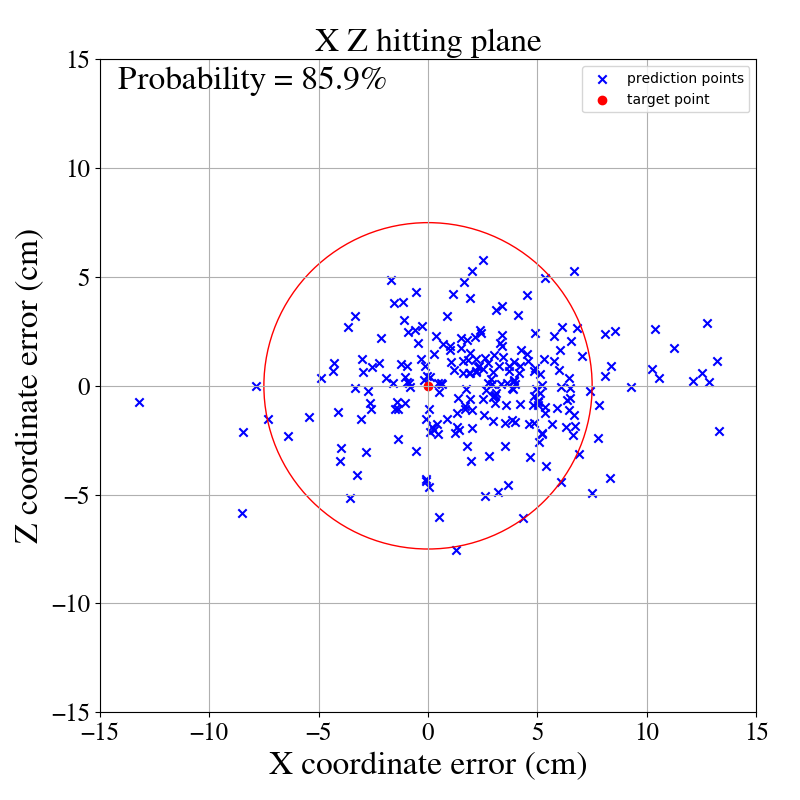 X Z hitting plane
Probability = 85.9%
prediction points
target point
Z coordinate error (cm)
15
10
5
0
−5
−10
−15
−15
−10
−5
0
5
10
15
X coordinate error (cm)